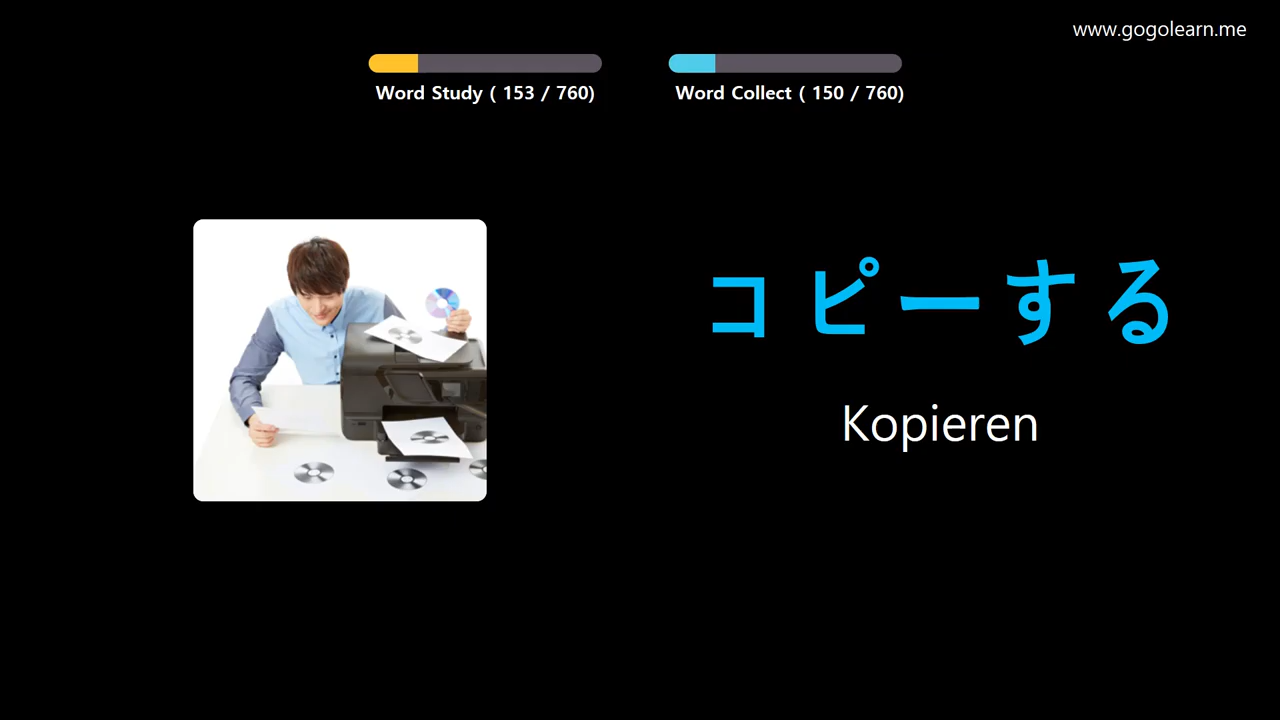 www.gogolearn.me
Word Study ( 153 / 760)
Word Collect ( 150 / 760)
コピーする
Kopieren